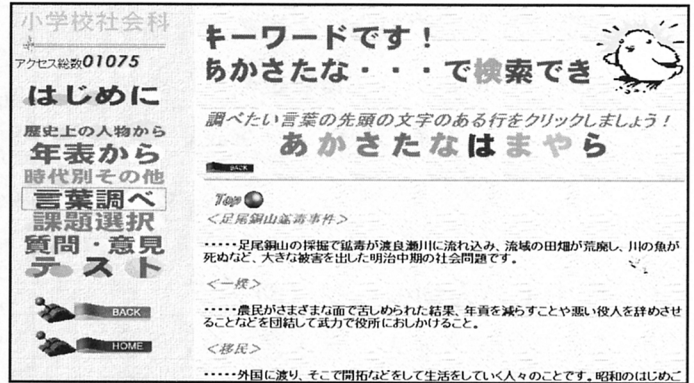 小学校社会科
アクセス総数01075
はじめに
歴史上の人物から
年表から
時代別その他
言葉調べ
課題選択
質問・意見
テスト
BACK
HOME
キーワードです！
あかさたな・・・で検索でき
調べたい言葉の先頭の文字のある行をクリックしましょう！
あかさたなはまやら
BACK
Top
＜足尾銅山鉱毒事件＞
・・・・・足尾銅山の採掘で鉱毒が渡良瀬川に流れ込み、流域の田畑が荒廃し、川の魚が
死ぬなど、大きな被害を出した明治中期の社会問題です。
＜一揆＞
・・・・・農民がさまざまな面で苦しめられた結果、年貢を減らすことや悪い役人を辞めさせ
ることなどを団結して武力で役所におしかけること。
＜移民＞
・・・・・外国に渡り、そこで開拓などをして生活をしていく人々のことです。昭和のはじめご